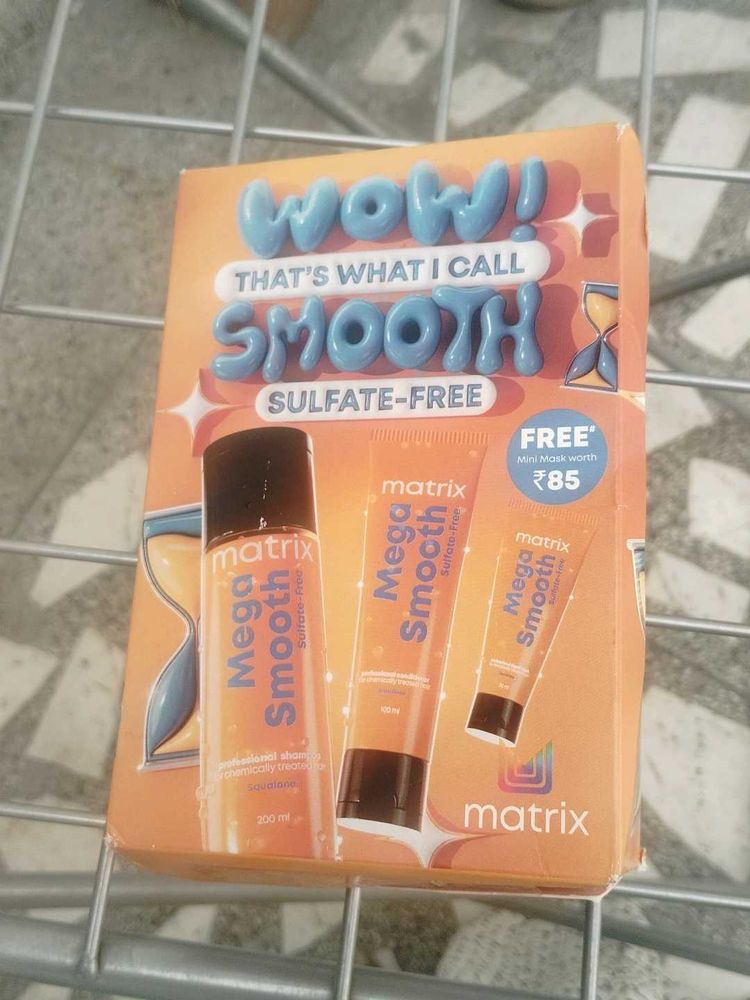 WOW!
THAT'S WHAT I CALL
SMOOTH
SULFATE-FREE
FREE#
Mini Mask worth
₹85
matrix
Mega
Smooth
Sulfate-Free
professional shampoo
chemically treated
Squalane
200 ml
matrix
Mega
Smooth
Sulfate-Free
professional conditioner
chemically treated hair
100 ml
matrix
Mega
Smooth
Sulfate-Free
matrix